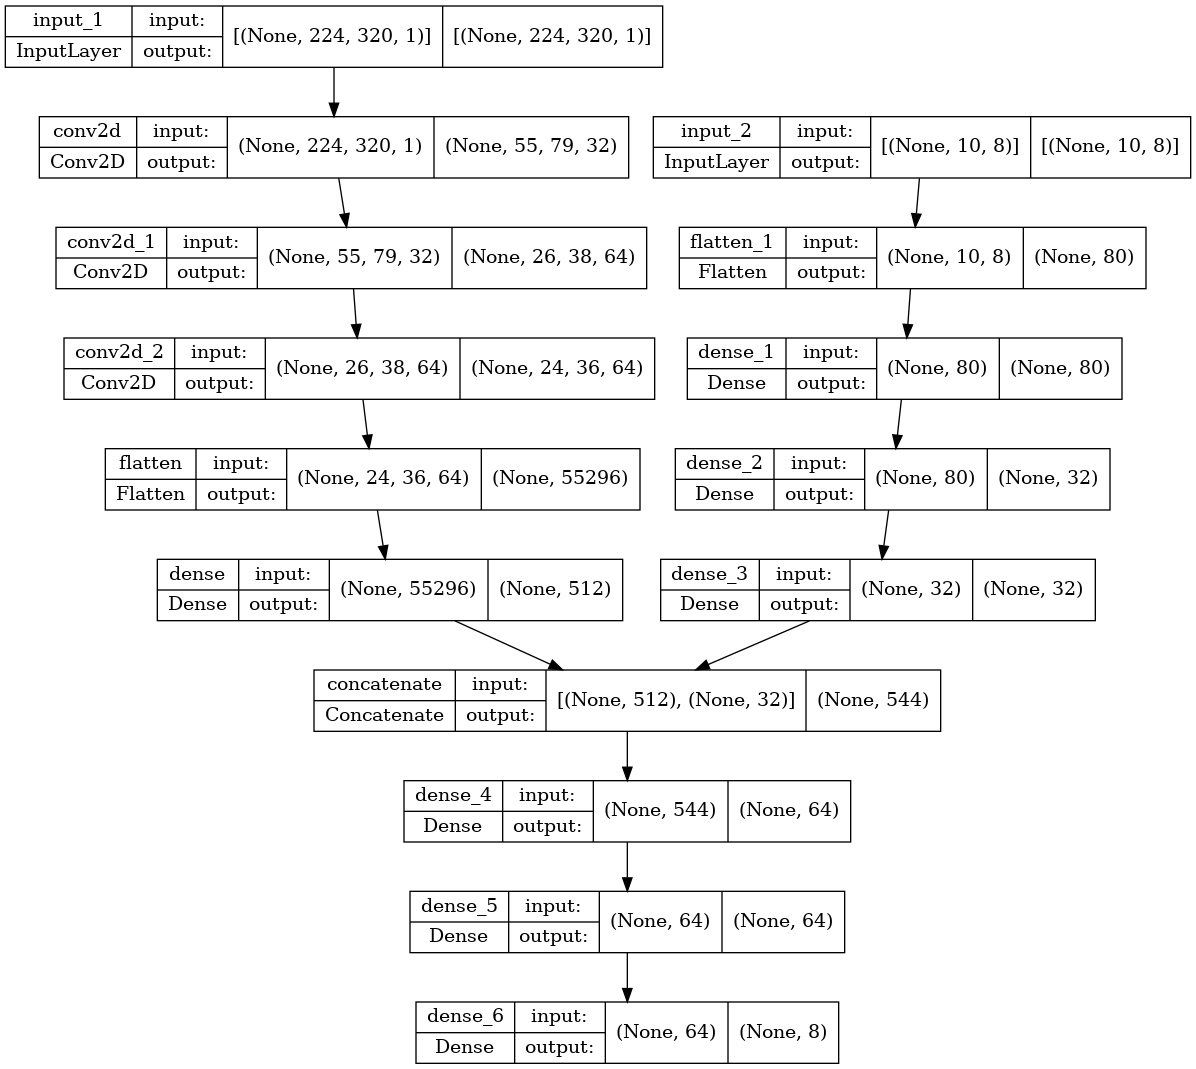 input_1 input: [(None, 224, 320, 1)] [(None, 224, 320, 1)]
InputLayer output:
conv2d input: (None, 224, 320, 1) (None, 55, 79, 32)
Conv2D output:
input_2 input: [(None, 10, 8)] [(None, 10, 8)]
InputLayer output:
conv2d_1 input: (None, 55, 79, 32) (None, 26, 38, 64)
Conv2D output:
flatten_1 input: (None, 10, 8) (None, 80)
Flatten output:
conv2d_2 input: (None, 26, 38, 64) (None, 24, 36, 64)
Conv2D output:
dense_1 input: (None, 80) (None, 80)
Dense output:
flatten input: (None, 24, 36, 64) (None, 55296)
Flatten output:
dense_2 input: (None, 80) (None, 32)
Dense output:
dense input: (None, 55296) (None, 512)
Dense output:
dense_3 input: (None, 32) (None, 32)
Dense output:
concatenate input: [(None, 512), (None, 32)] (None, 544)
Concatenate output:
dense_4 input: (None, 544) (None, 64)
Dense output:
dense_5 input: (None, 64) (None, 64)
Dense output:
dense_6 input: (None, 64) (None, 8)
Dense output: